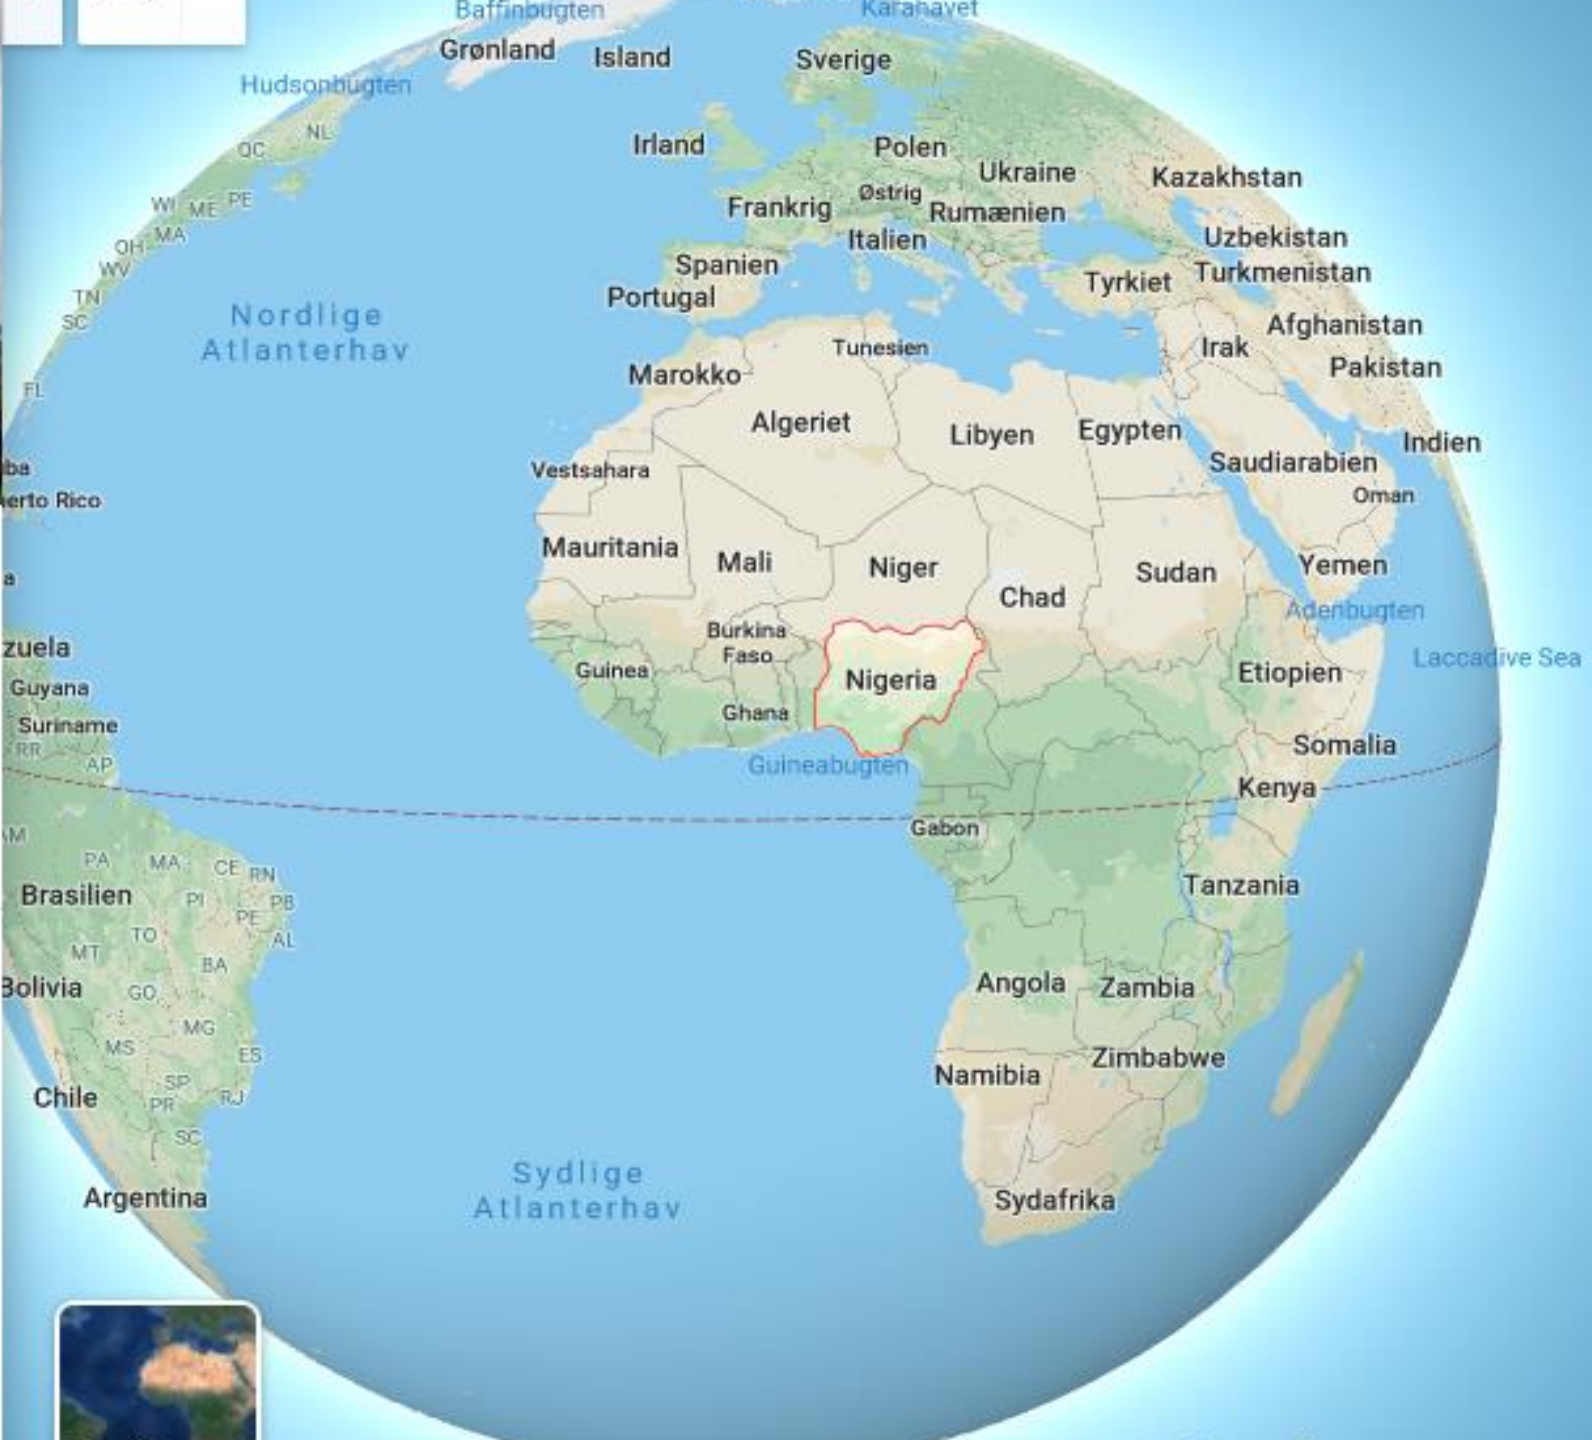 Baffinbugten
Karahavet
Grønland
Island
Sverige
Hudsonbugten
NL
QC
Irland
Polen
Ukraine
Kazakhstan
WI
ME
PE
Østrig
Frankrig
Rumænien
MA
OH
Italien
Uzbekistan
WV
Spanien
Tyrkiet
Turkmenistan
TN
Portugal
SC
Nordlige
Atlanterhav
Afghanistan
Tunesien
Irak
Pakistan
Marokko
FL
Algeriet
Libyen
Egypten
Indien
Saudiarabien
Vestsahara
ba
Oman
erto Rico
Mauritania
Mali
Niger
Sudan
Yemen
a
Chad
Adenbugten
Burkina
Faso
zuela
Laccadive Sea
Guinea
Nigeria
Etiopien
Guyana
Ghana
Suriname
RR
Somalia
AP
Guineabugten
Kenya
Gabon
AM
PA
MA
CE
RN
Brasilien
PI
PB
Tanzania
PE
TO
AL
MT
BA
Bolivia
GO
Angola
Zambia
MG
MS
ES
Zimbabwe
Namibia
SP
Chile
PR
RJ
SC
Sydlige
Atlanterhav
Argentina
Sydafrika